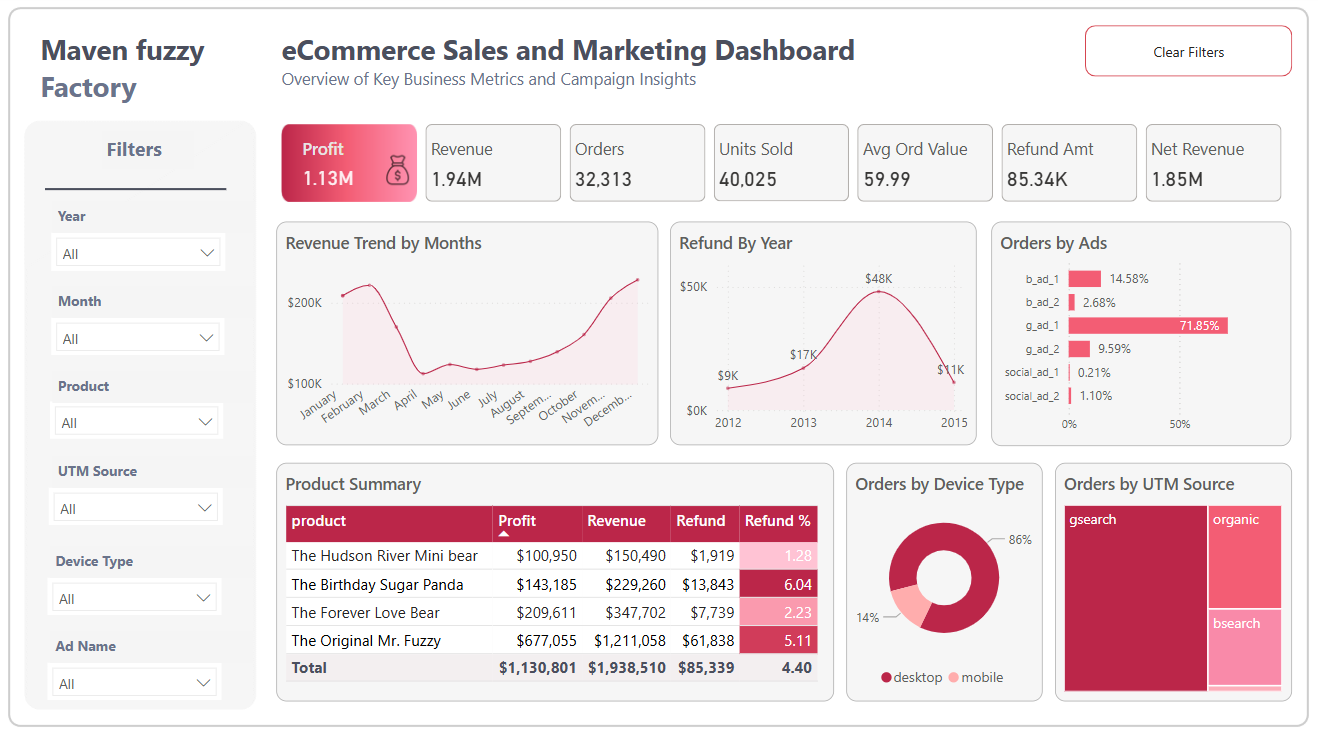 Maven fuzzy
Factory
eCommerce Sales and Marketing Dashboard
Overview of Key Business Metrics and Campaign Insights
Clear Filters
Filters
Year
All
Month
All
Product
All
UTM Source
All
Device Type
All
Ad Name
All
Profit
1.13M
$
Revenue
1.94M
Orders
32,313
Units Sold
40,025
Avg Ord Value
59.99
Refund Amt
85.34K
Net Revenue
1.85M
Revenue Trend by Months
$200K
$100K
January
February
March
April
May
June
July
August
Septem...
October
Novem...
Decemb...
Refund By Year
$50K
$0K
$9K
$17K
$48K
$11K
2012 2013 2014 2015
Orders by Ads
b_ad_1 14.58%
b_ad_2 2.68%
g_ad_1 71.85%
g_ad_2 9.59%
social_ad_1 0.21%
social_ad_2 1.10%
0% 50%
Product Summary
product Profit Revenue Refund Refund %
The Hudson River Mini bear $100,950 $150,490 $1,919 1.28
The Birthday Sugar Panda $143,185 $229,260 $13,843 6.04
The Forever Love Bear $209,611 $347,702 $7,739 2.23
The Original Mr. Fuzzy $677,055 $1,211,058 $61,838 5.11
Total $1,130,801 $1,938,510 $85,339 4.40
Orders by Device Type
86%
14%
desktop mobile
Orders by UTM Source
gsearch
organic
bsearch